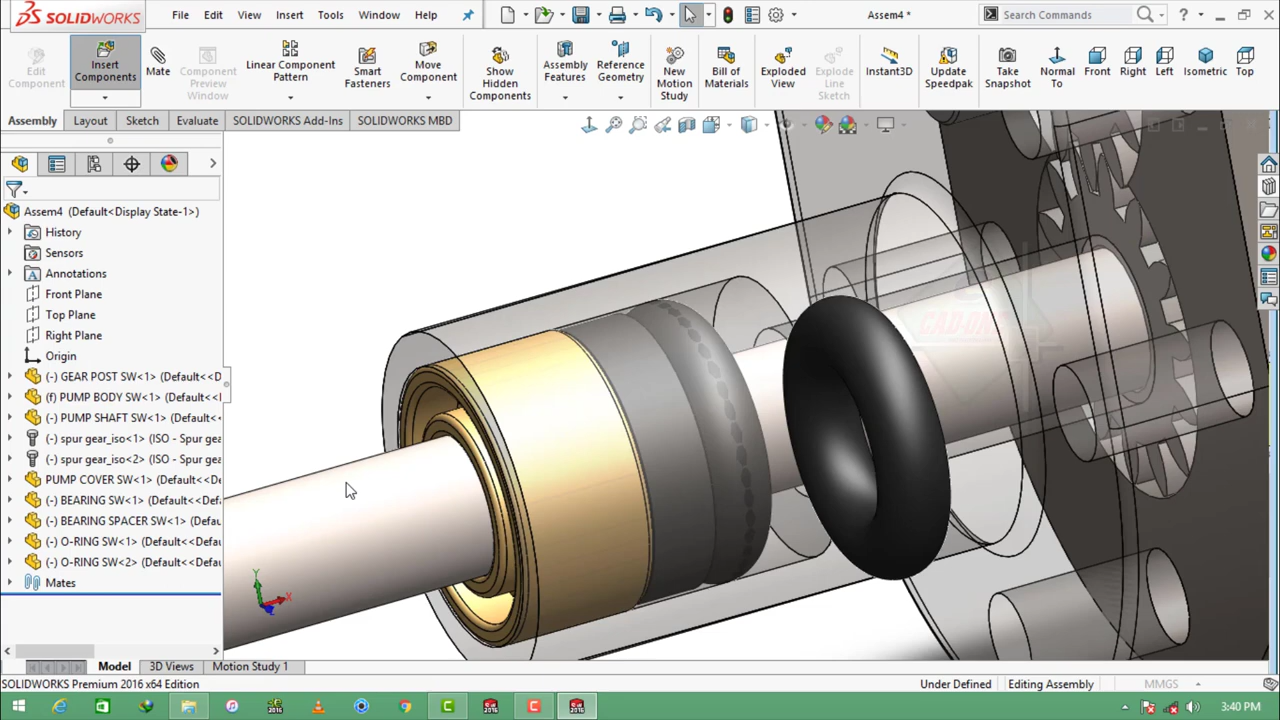 SOLIDWORKS
File Edit View Insert Tools Window Help
Assem4 *
Search Commands
?
Edit Component
Insert Components
Mate
Component Preview Window
Linear Component Pattern
Smart Fasteners
Move Component
Show Hidden Components
Assembly Features
Reference Geometry
New Motion Study
Bill of Materials
Exploded View
Explode Line Sketch
Instant3D
Update Speedpak
Take Snapshot
Normal To
Front
Right
Left
Isometric
Top
Assembly Layout Sketch Evaluate SOLIDWORKS Add-Ins SOLIDWORKS MBD
Assem4 (Default<Display State-1>)
History
Sensors
Annotations
Front Plane
Top Plane
Right Plane
Origin
(-) GEAR POST SW<1> (Default<<D
(f) PUMP BODY SW<1> (Default<<D
(-) PUMP SHAFT SW<1> (Default<<
(-) spur gear_iso<1> (ISO - Spur gea
(-) spur gear_iso<2> (ISO - Spur gea
PUMP COVER SW<1> (Default<<De
(-) BEARING SW<1> (Default<<Defa
(-) BEARING SPACER SW<1> (Defau
(-) O-RING SW<1> (Default<<Defau
(-) O-RING SW<2> (Default<<Defau
Mates
Y
X
Model 3D Views Motion Study 1
SOLIDWORKS Premium 2016 x64 Edition
Under Defined Editing Assembly MMGS
3:40 PM